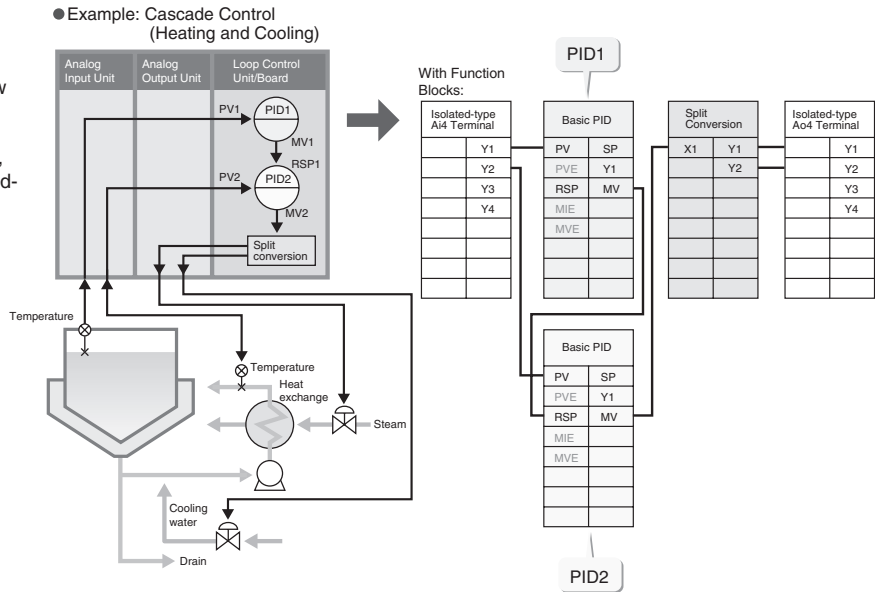 ● Example: Cascade Control
(Heating and Cooling)
w
,
d-
Analog
Input Unit
Analog
Output Unit
Loop Control
Unit/Board
PV1
PID1
MV1
RSP1
PV2
PID2
MV2
Split
conversion
Temperature
Temperature
Heat
exchange
Steam
Cooling
water
Drain
With Function
Blocks:
PID1
Isolated-type
Ai4 Terminal
Y1
Y2
Y3
Y4
Basic PID
PV SP
PVE Y1
RSP MV
MIE
MVE
Split
Conversion
X1 Y1
Y2
Isolated-type
Ao4 Terminal
Y1
Y2
Y3
Y4
Basic PID
PV SP
PVE Y1
RSP MV
MIE
MVE
PID2